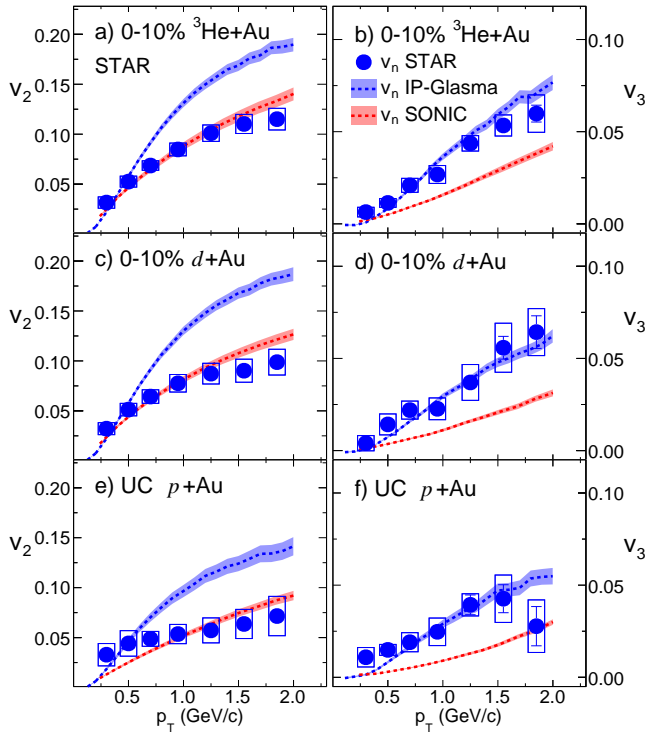 a) 0-10% ³He+Au
STAR
v₂
0.20
0.15
0.10
0.05
b) 0-10% ³He+Au
vₙ STAR
vₙ IP-Glasma
vₙ SONIC
0.10
v₃
0.05
0.00
c) 0-10% d+Au
v₂
0.20
0.15
0.10
0.05
d) 0-10% d+Au
0.10
v₃
0.05
0.00
e) UC p+Au
v₂
0.20
0.15
0.10
0.05
f) UC p+Au
0.10
v₃
0.05
0.00
0.5 1.0 1.5 2.0
p_T (GeV/c)
0.5 1.0 1.5 2.0
p_T (GeV/c)